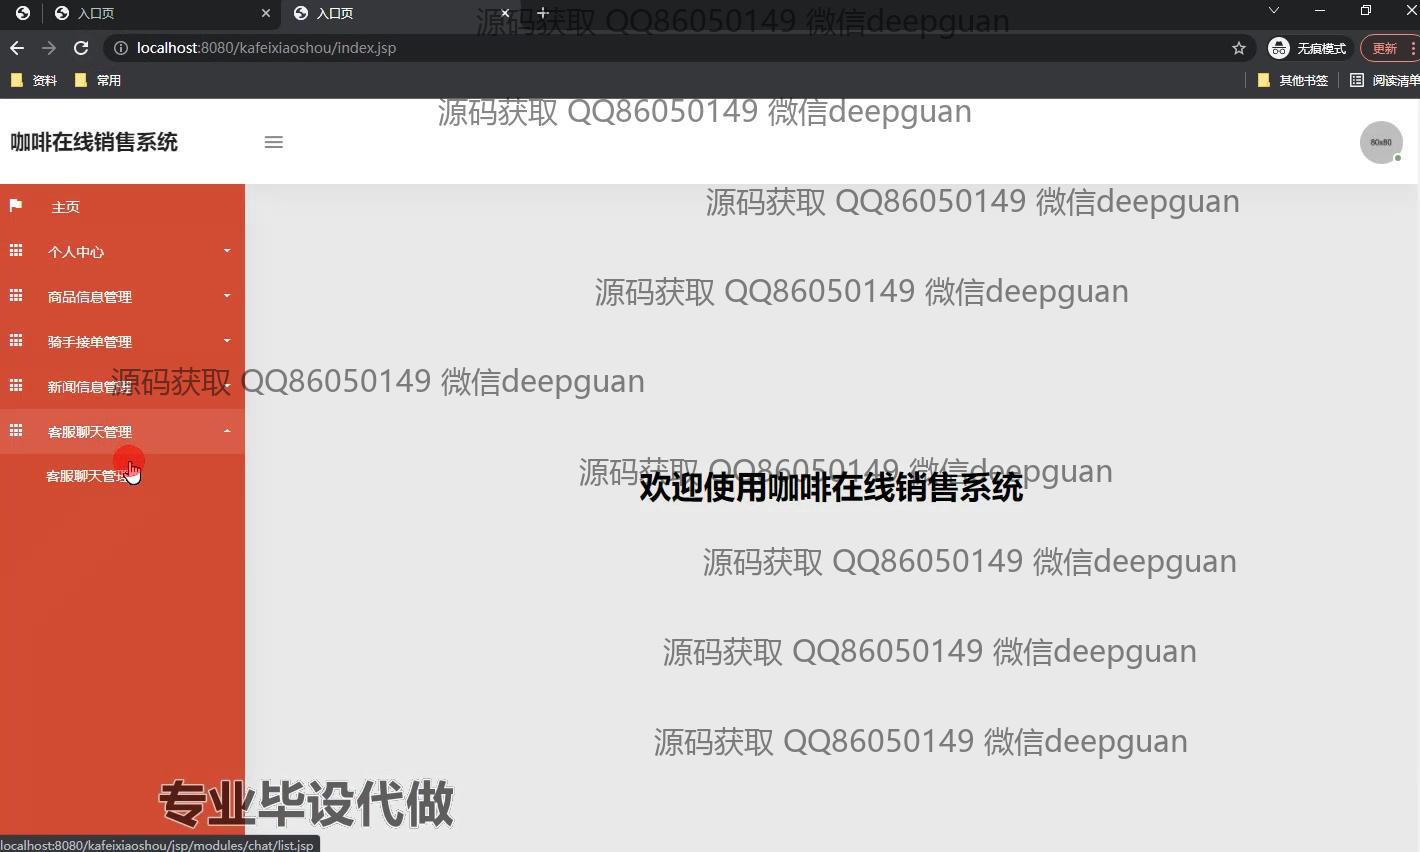 入口页
入口页
源码获取 QQ86050149 微信deepguan
localhost:8080/kafeixiaoshou/index.jsp
无痕模式
更新
资料
常用
其他书签
阅读清单
源码获取 QQ86050149 微信deepguan
咖啡在线销售系统
80x80
主页
源码获取 QQ86050149 微信deepguan
个人中心
商品信息管理
源码获取 QQ86050149 微信deepguan
骑手接单管理
新闻信息管理
源码获取 QQ86050149 微信deepguan
客服聊天管理
客服聊天管理
源码获取 QQ86050149 微信deepguan
欢迎使用咖啡在线销售系统
源码获取 QQ86050149 微信deepguan
源码获取 QQ86050149 微信deepguan
源码获取 QQ86050149 微信deepguan
专业毕设代做
localhost:8080/kafeixiaoshou/jsp/modules/chat/list.jsp